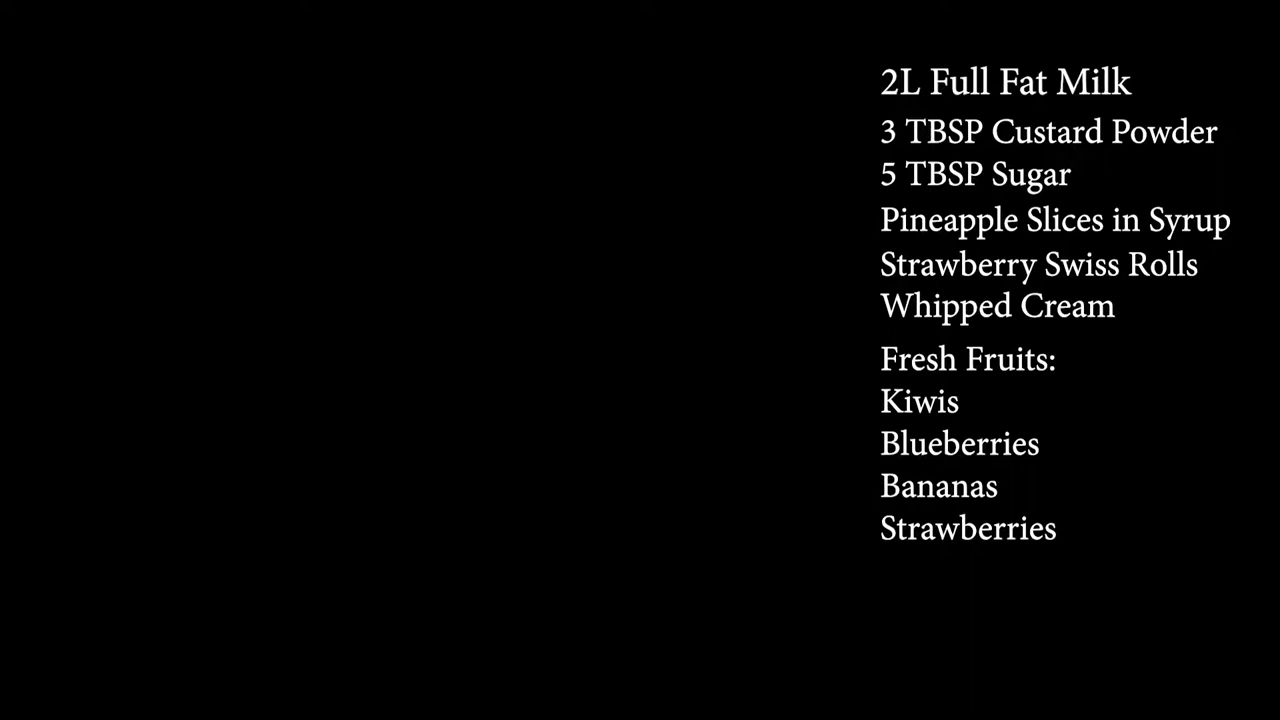 2L Full Fat Milk
3 TBSP Custard Powder
5 TBSP Sugar
Pineapple Slices in Syrup
Strawberry Swiss Rolls
Whipped Cream
Fresh Fruits:
Kiwis
Blueberries
Bananas
Strawberries